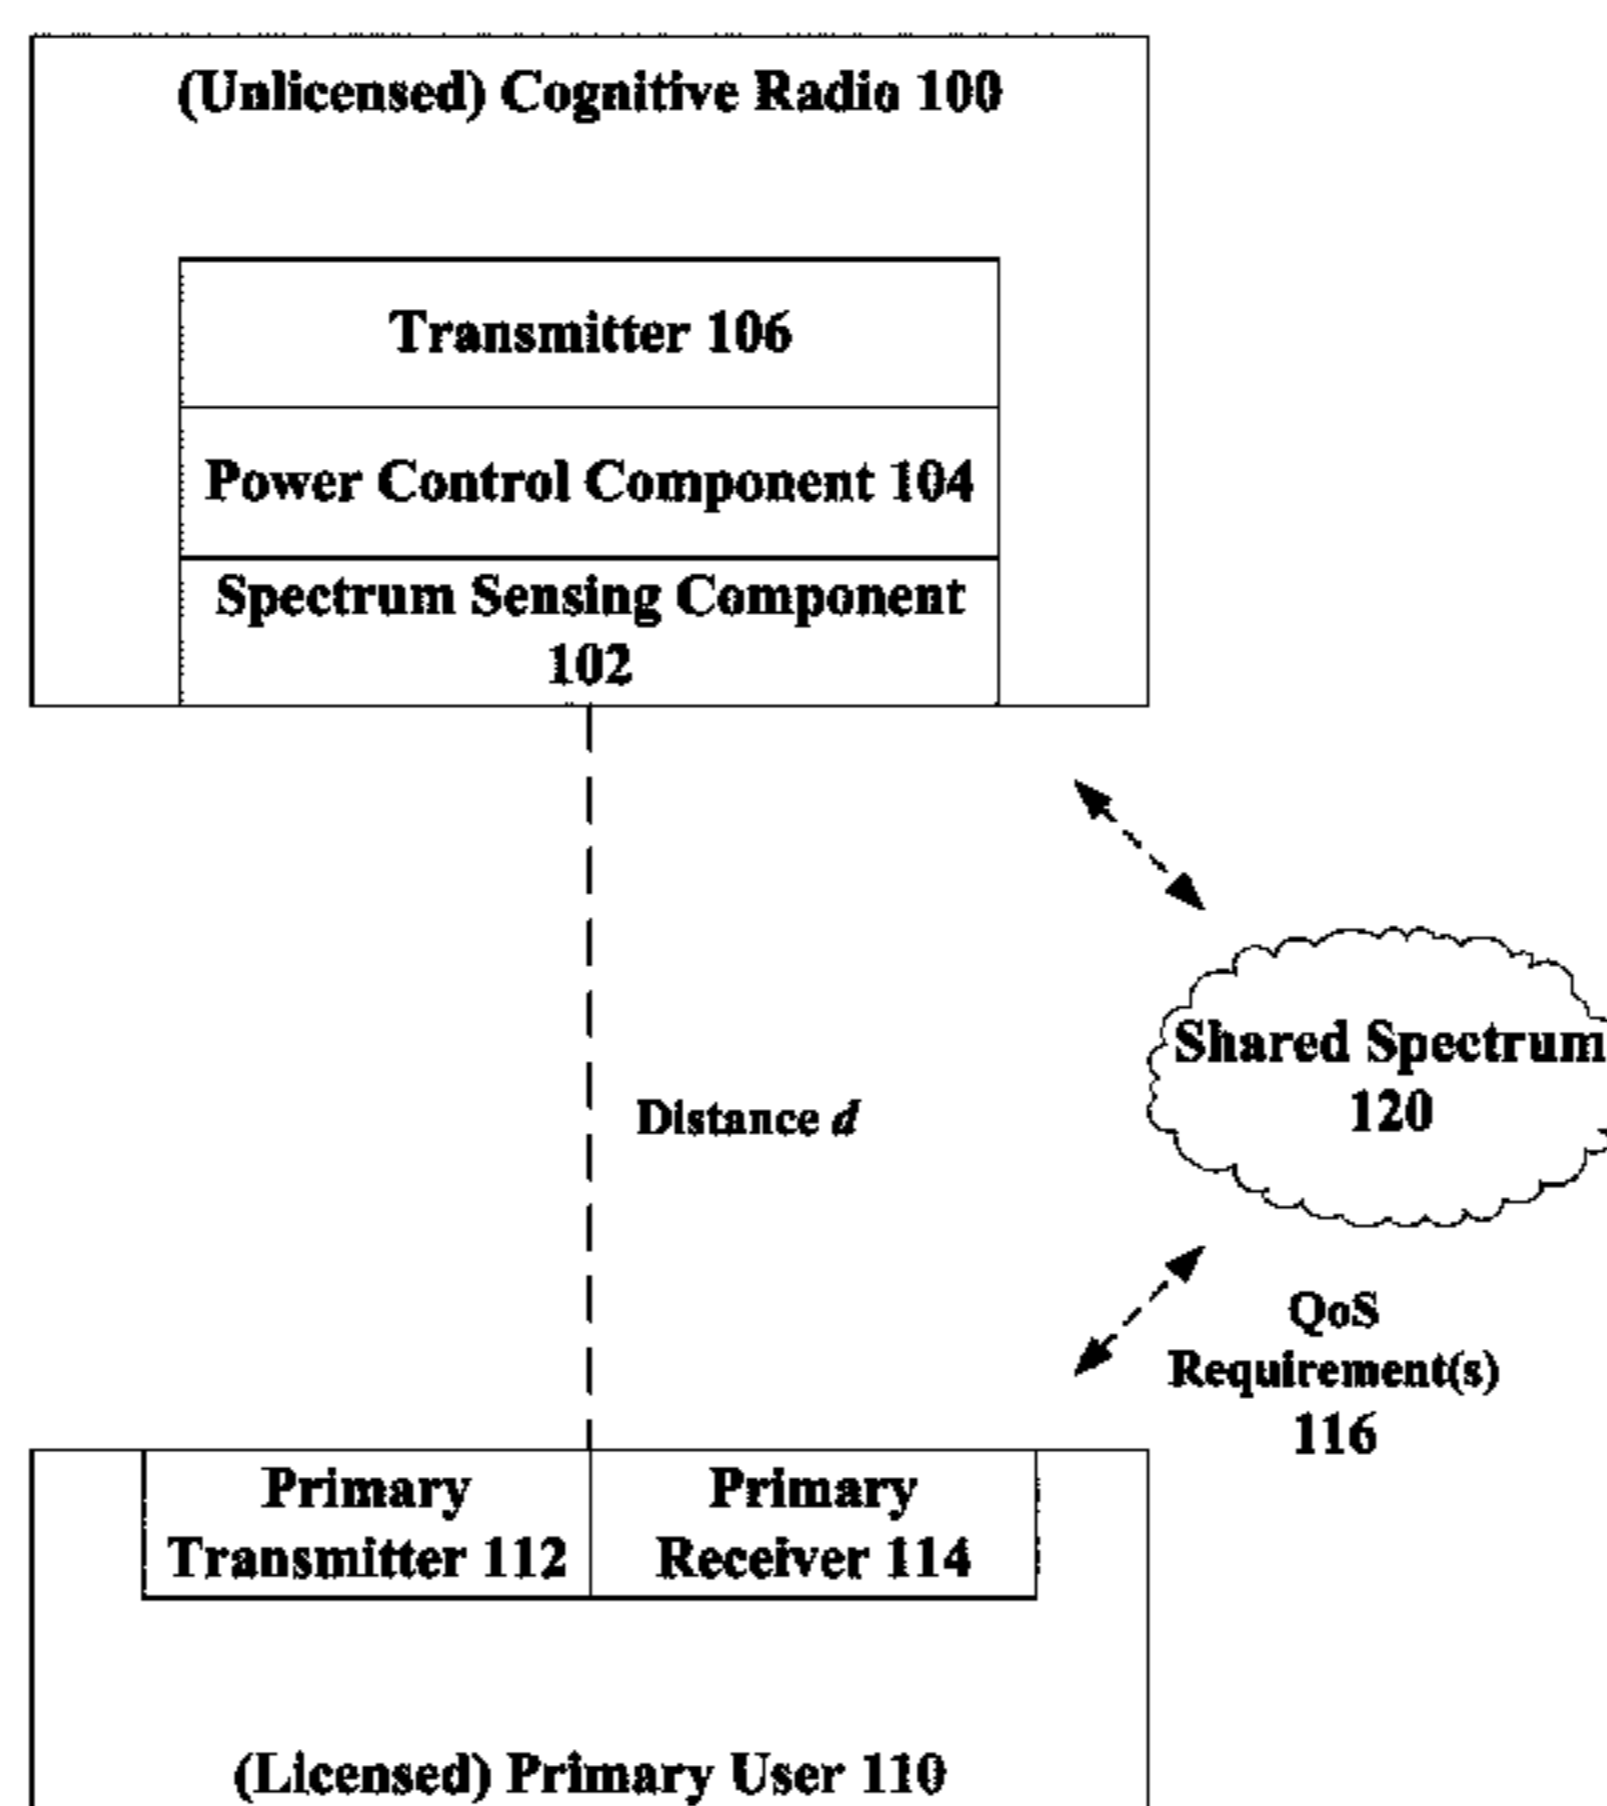 (Unlicensed) Cognitive Radio 100
Transmitter 106
Power Control Component 104
Spectrum Sensing Component
102
Distance d
Shared Spectrum
120
QoS
Requirement(s)
116
Primary
Transmitter 112
Primary
Receiver 114
(Licensed) Primary User 110